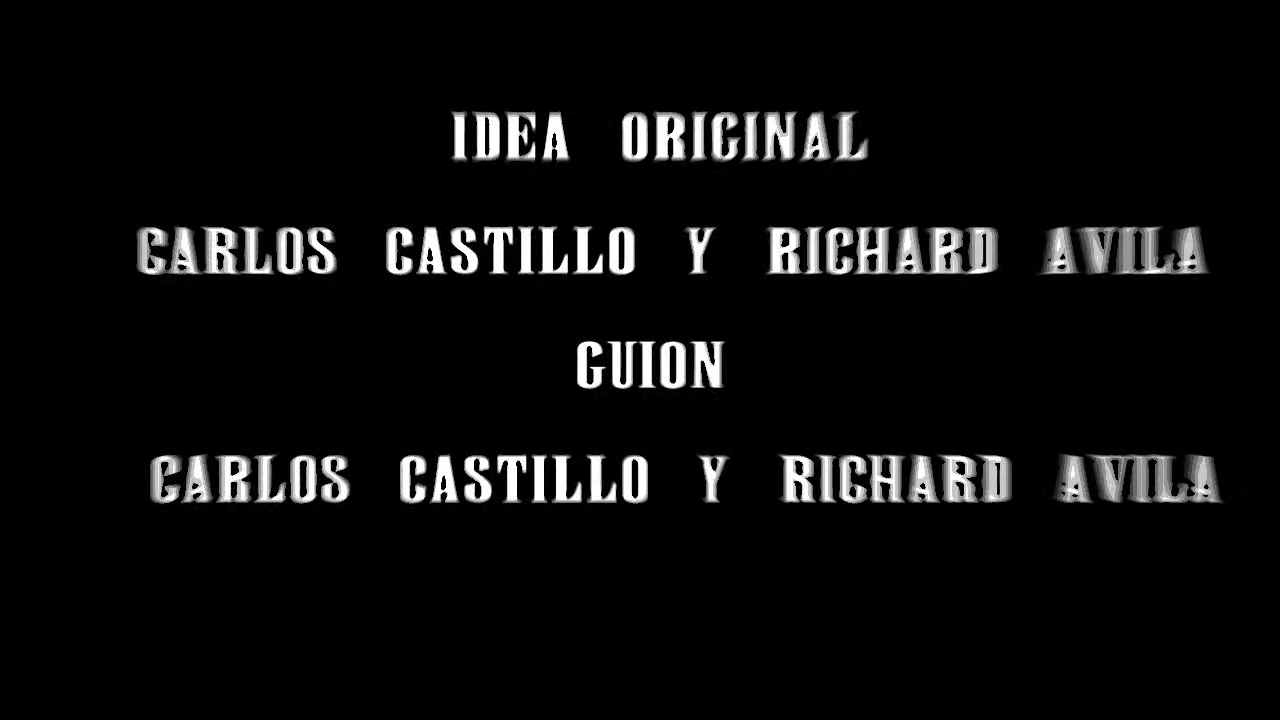 IDEA ORIGINAL
CARLOS CASTILLO Y RICHARD AVILA
GUION
CARLOS CASTILLO Y RICHARD AVILA